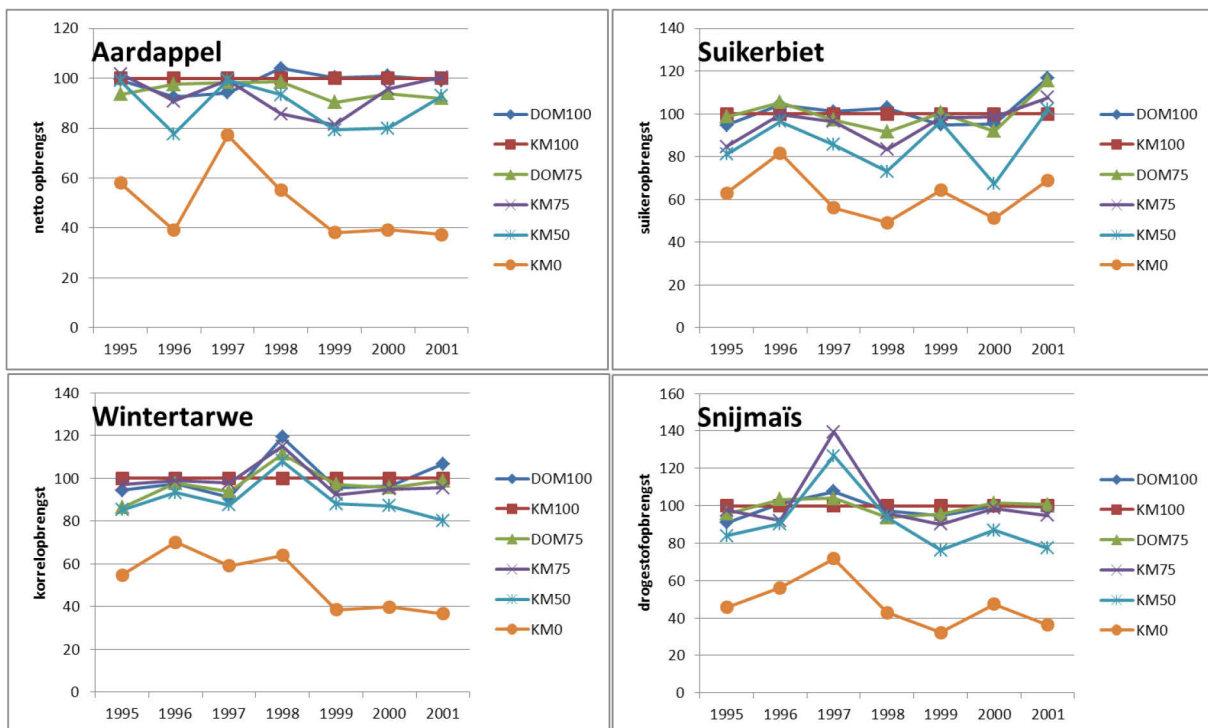 Aardappel
120
100
80
60
40
20
0
netto opbrengst
1995 1996 1997 1998 1999 2000 2001
DOM100
KM100
DOM75
KM75
KM50
KM0
Suikerbiet
140
120
100
80
60
40
20
0
suikeropbrengst
1995 1996 1997 1998 1999 2000 2001
DOM100
KM100
DOM75
KM75
KM50
KM0
Wintertarwe
140
120
100
80
60
40
20
0
korrelopbrengst
1995 1996 1997 1998 1999 2000 2001
DOM100
KM100
DOM75
KM75
KM50
KM0
Snijmaïs
160
140
120
100
80
60
40
20
0
drogestofopbrengst
1995 1996 1997 1998 1999 2000 2001
DOM100
KM100
DOM75
KM75
KM50
KM0